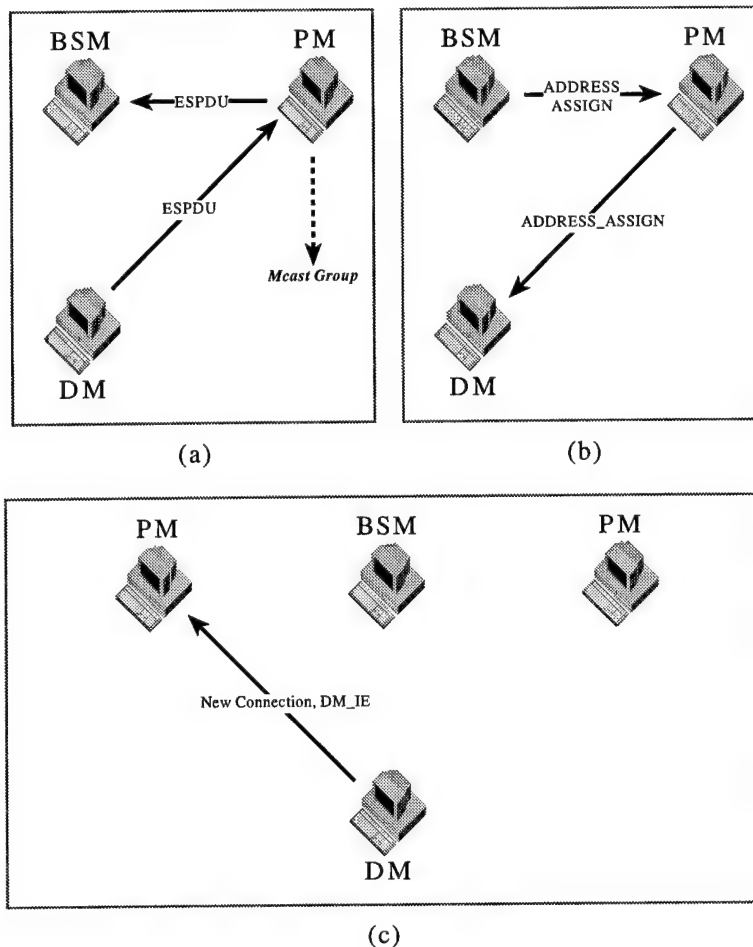 BSM
PM
ESPDU
ESPDU
Mcast Group
DM
(a)
BSM
PM
ADDRESS
ASSIGN
ADDRESS_ASSIGN
DM
(b)
PM
BSM
PM
New Connection, DM_IE
DM
(c)